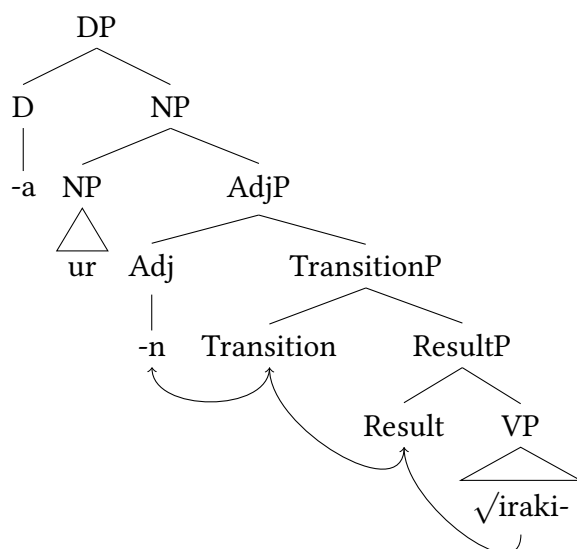 DP
D NP
-a NP AdjP
ur Adj TransitionP
-n Transition ResultP
Result VP
√iraki-